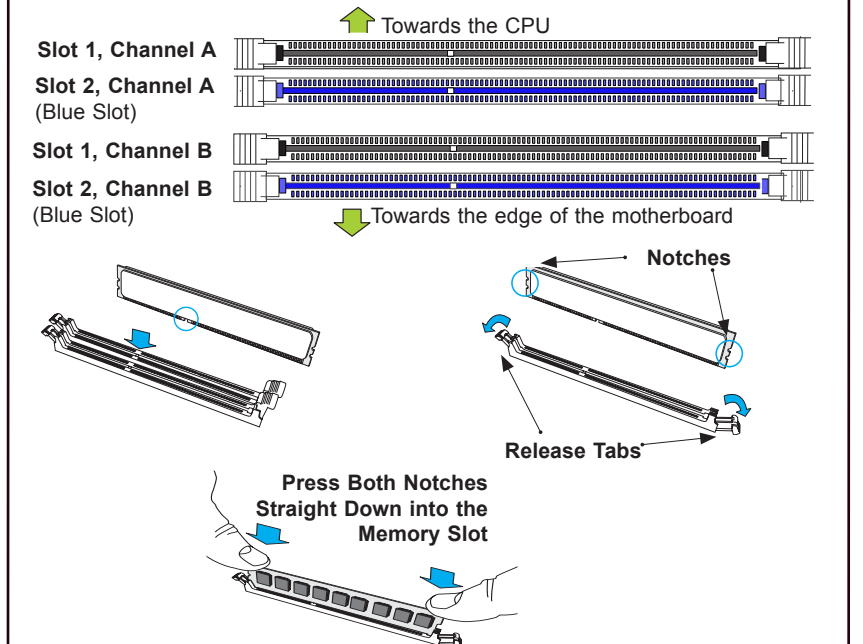 Towards the CPU
Slot 1, Channel A
Slot 2, Channel A
(Blue Slot)
Slot 1, Channel B
Slot 2, Channel B
(Blue Slot)
Towards the edge of the motherboard
Notches
Release Tabs
Press Both Notches
Straight Down into the
Memory Slot